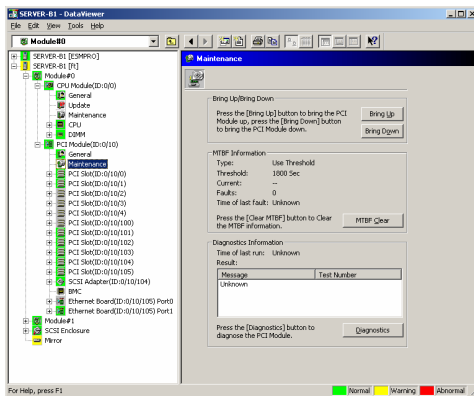 SERVER-B1 - DataViewer
File Edit View Tools Help
Module#0
SERVER-B1 [ESMPRO]
SERVER-B1 [ft]
Module#0
CPU Module(ID:0/0)
General
Update
Maintenance
CPU
DIMM
PCI Module(ID:0/10)
General
Maintenance
PCI Slot(ID:0/10/0)
PCI Slot(ID:0/10/1)
PCI Slot(ID:0/10/2)
PCI Slot(ID:0/10/3)
PCI Slot(ID:0/10/4)
PCI Slot(ID:0/10/100)
PCI Slot(ID:0/10/101)
PCI Slot(ID:0/10/102)
PCI Slot(ID:0/10/103)
PCI Slot(ID:0/10/104)
PCI Slot(ID:0/10/105)
SCSI Adapter(ID:0/10/104)
BMC
Ethernet Board(ID:0/10/105) Port0
Ethernet Board(ID:0/10/105) Port1
Module#1
SCSI Enclosure
Mirror
Maintenance
Bring Up/Bring Down
Press the [Bring Up] button to bring the PCI
Module up, press the [Bring Down] button
to bring the PCI Module down.
Bring Up
Bring Down
MTBF Information
Type: Use Threshold
Threshold: 1800 Sec
Current: --
Faults: 0
Time of last fault: Unknown
Press the [Clear MTBF] button to Clear
the MTBF information.
MTBF Clear
Diagnostics Information
Time of last run: Unknown
Result:
Message Test Number
Unknown
Press the [Diagnostics] button to
diagnose the PCI Module.
Diagnostics
For Help, press F1
Normal Warning Abnormal